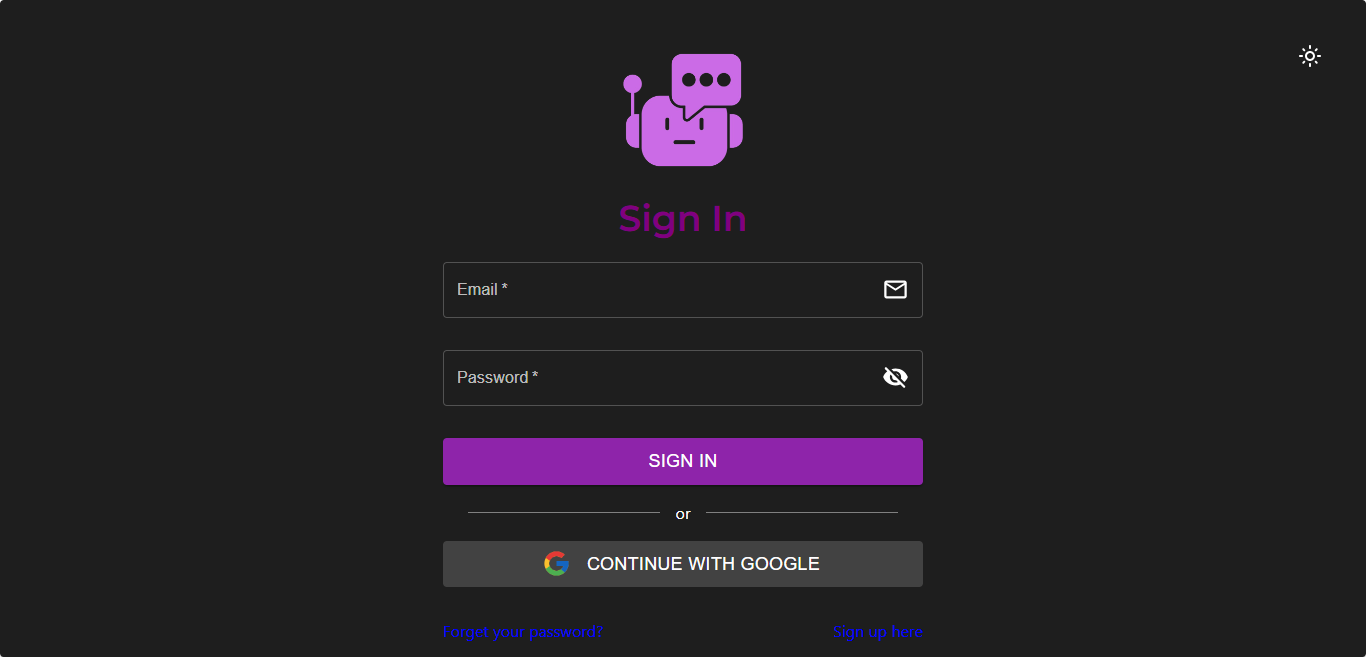 Sign In
Email *
Password *
SIGN IN
or
CONTINUE WITH GOOGLE
Forget your password? Sign up here